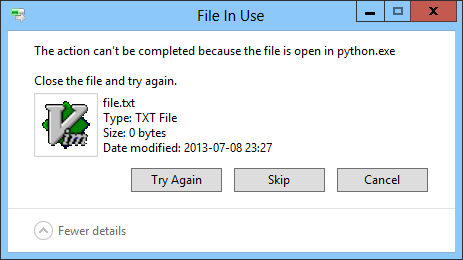 File In Use
The action can't be completed because the file is open in python.exe
Close the file and try again.
Vim
file.txt
Type: TXT File
Size: 0 bytes
Date modified: 2013-07-08 23:27
Try Again
Skip
Cancel
Fewer details